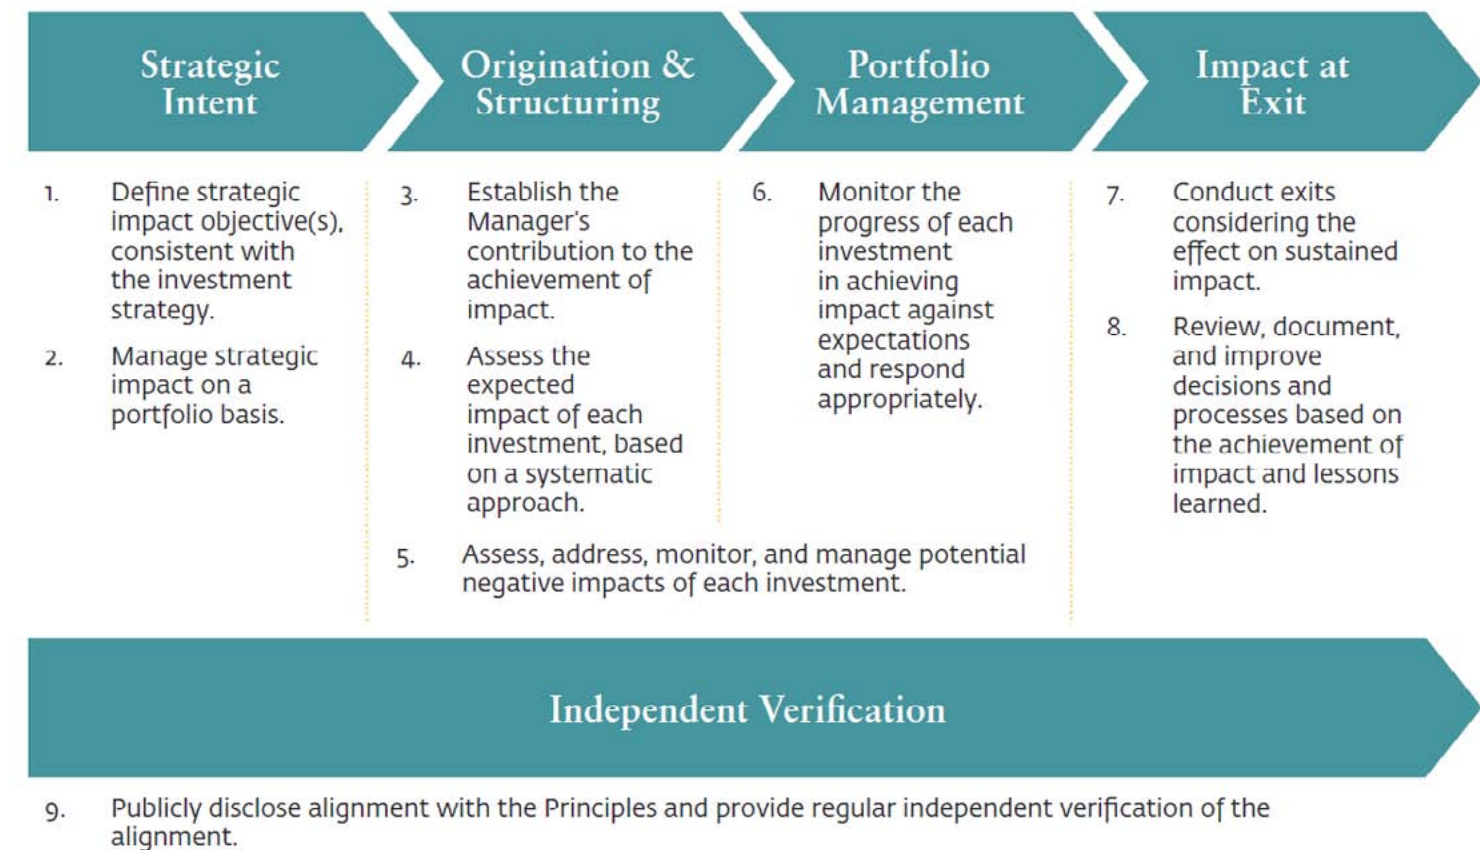 Strategic
Intent
Origination &
Structuring
Portfolio
Management
Impact at
Exit
1. Define strategic
impact objective(s),
consistent with
the investment
strategy.
2. Manage strategic
impact on a
portfolio basis.
3. Establish the
Manager's
contribution to the
achievement of
impact.
4. Assess the
expected
impact of each
investment, based
on a systematic
approach.
6. Monitor the
progress of each
investment
in achieving
impact against
expectations
and respond
appropriately.
5. Assess, address, monitor, and manage potential
negative impacts of each investment.
7. Conduct exits
considering the
effect on sustained
impact.
8. Review, document,
and improve
decisions and
processes based on
the achievement of
impact and lessons
learned.
Independent Verification
9. Publicly disclose alignment with the Principles and provide regular independent verification of the
alignment.